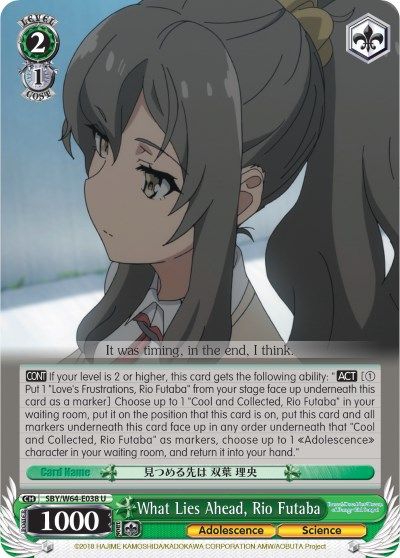 LEVEL
2
1
COST
It was timing, in the end, I think.
CONT If your level is 2 or higher, this card gets the following ability: "ACT [①
Put 1 "Love's Frustrations, Rio Futaba" from your stage face up underneath this
card as a marker] Choose up to 1 "Cool and Collected, Rio Futaba" in your
waiting room, put it on the position that this card is on, put this card and all
markers underneath that card face up in any order underneath that "Cool
and Collected, Rio Futaba" as markers, choose up to 1 «Adolescence»
character in your waiting room, and return it into your hand."
Card Name 見つめる先は 双葉 理央
CH SBY/W64-E038 U
What Lies Ahead, Rio Futaba
POWER 1000
Adolescence
Science
©2018 HAJIME KAMOSHIDA/KADOKAWA CORPORATION AMW/AOBUTA Project